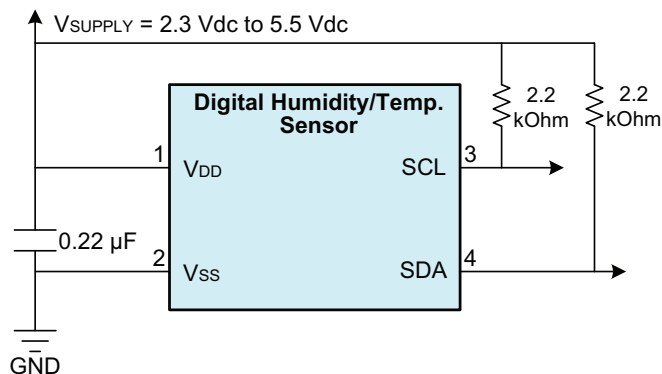 VSUPPLY = 2.3 Vdc to 5.5 Vdc
Digital Humidity/Temp.
Sensor
2.2
kOhm
2.2
kOhm
1
VDD
SCL
3
0.22 µF
2
VSS
SDA
4
GND